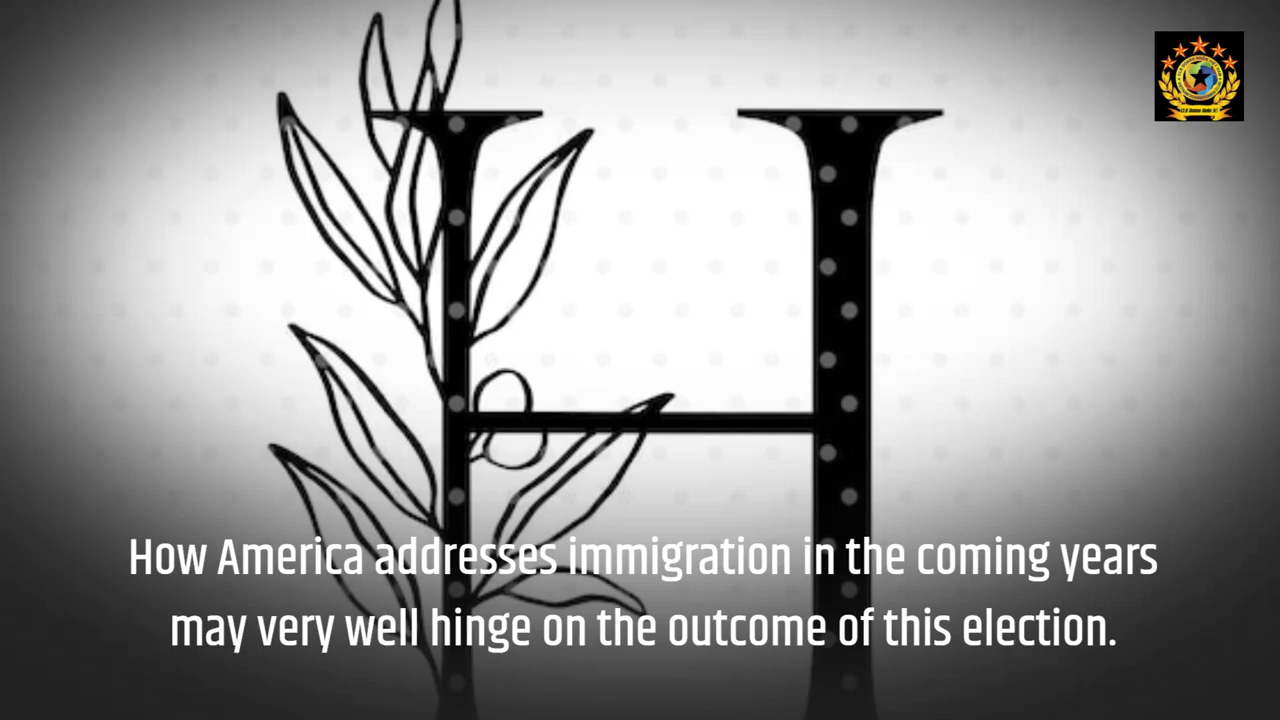 H
How America addresses immigration in the coming years
may very well hinge on the outcome of this election.